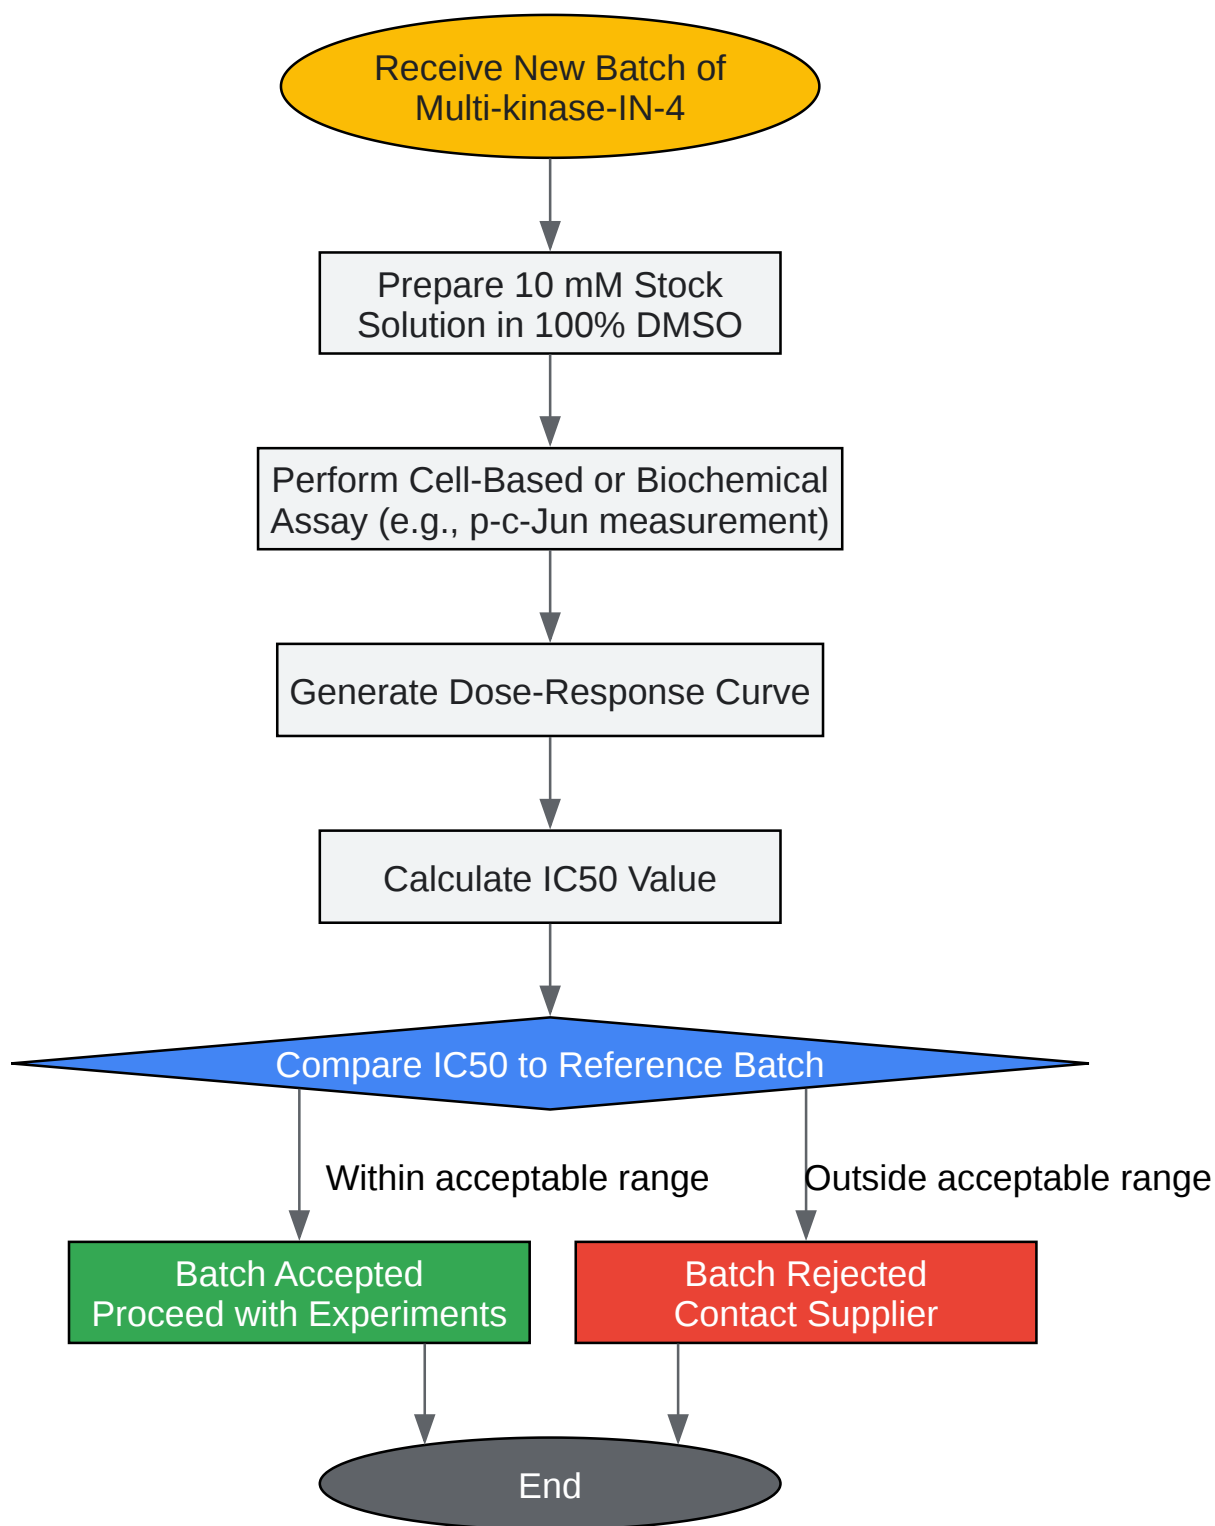 Receive New Batch of
Multi-kinase-IN-4
Prepare 10 mM Stock
Solution in 100% DMSO
Perform Cell-Based or Biochemical
Assay (e.g., p-c-Jun measurement)
Generate Dose-Response Curve
Calculate IC50 Value
Compare IC50 to Reference Batch
Within acceptable range
Outside acceptable range
Batch Accepted
Proceed with Experiments
Batch Rejected
Contact Supplier
End